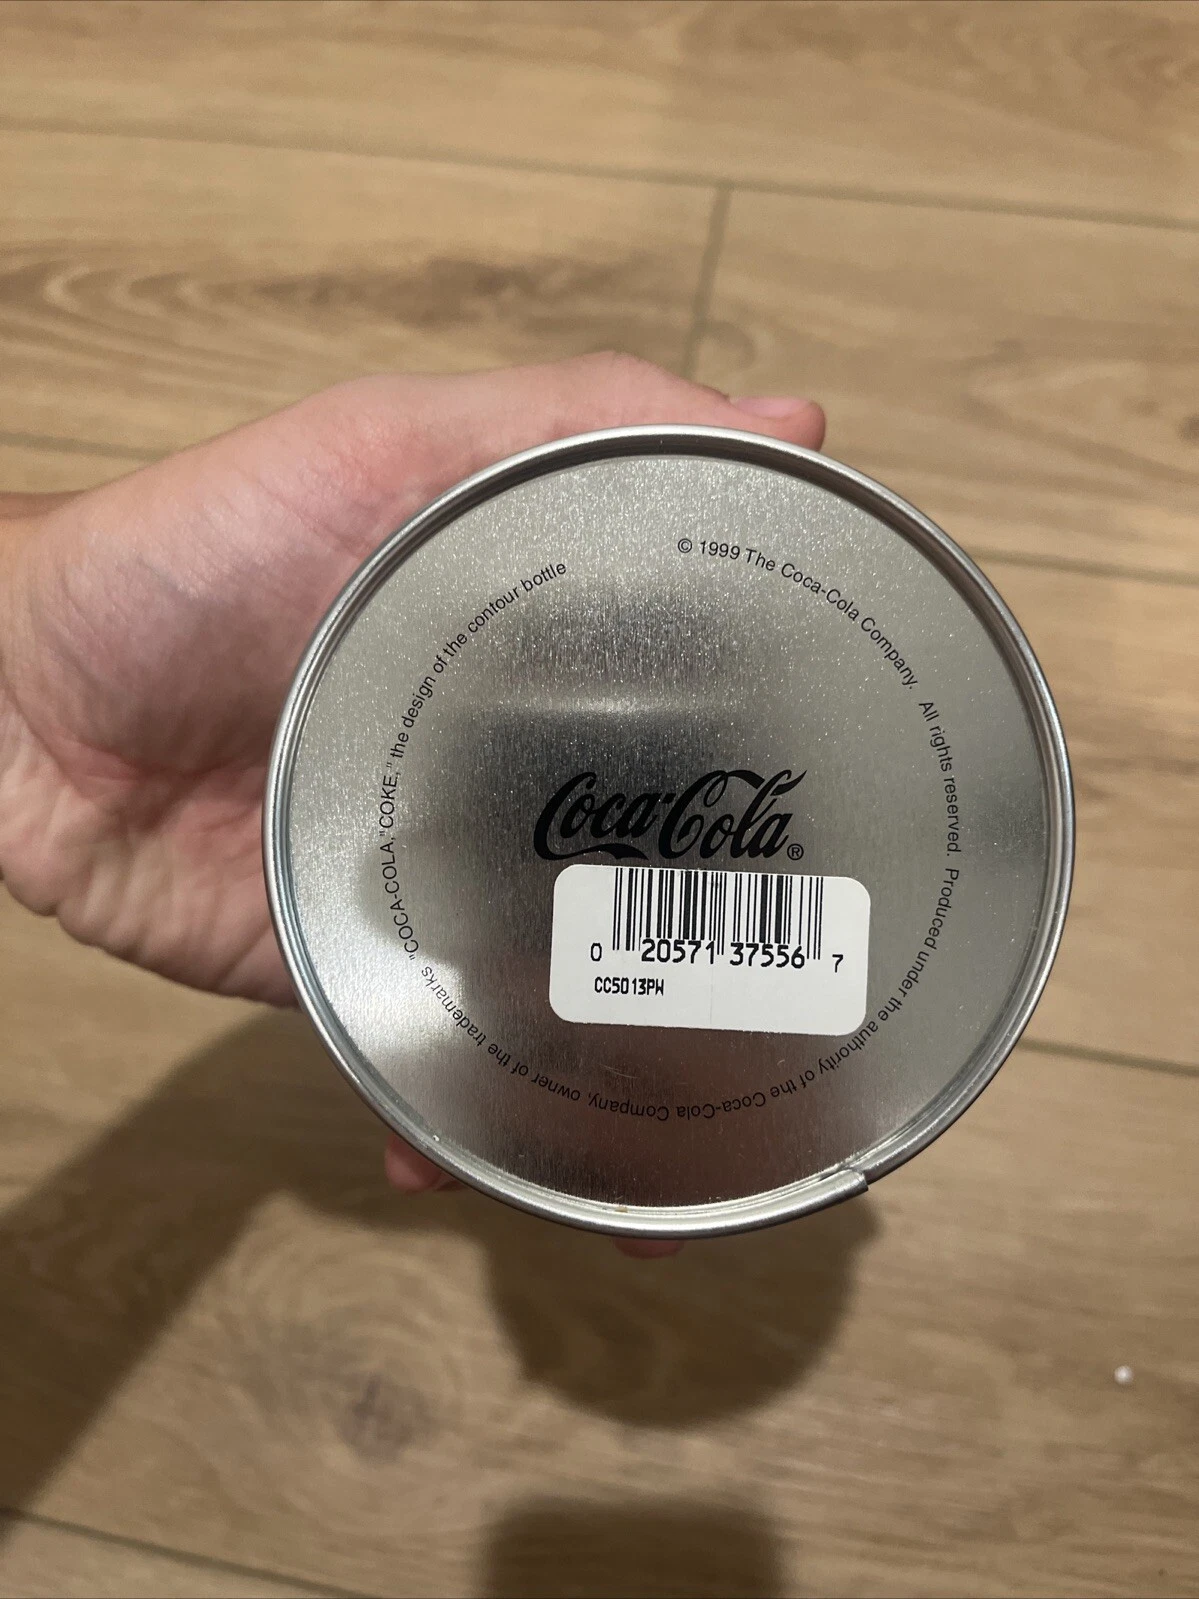 © 1999 The Coca-Cola Company. All rights reserved. Produced under the authority of the Coca-Cola Company, owner of the trademarks "COCA-COLA," "COKE," the design of the contour bottle
Coca-Cola®
0 20571 37556 7
CC5013PW